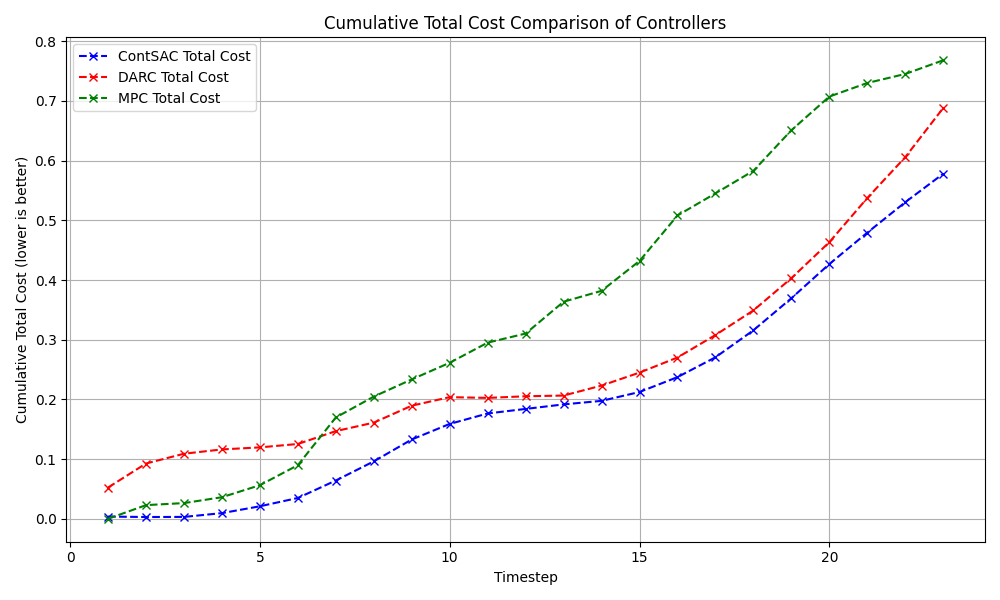 Cumulative Total Cost Comparison of Controllers
ContSAC Total Cost
DARC Total Cost
MPC Total Cost
Cumulative Total Cost (lower is better)
0.8
0.7
0.6
0.5
0.4
0.3
0.2
0.1
0.0
0 5 10 15 20
Timestep